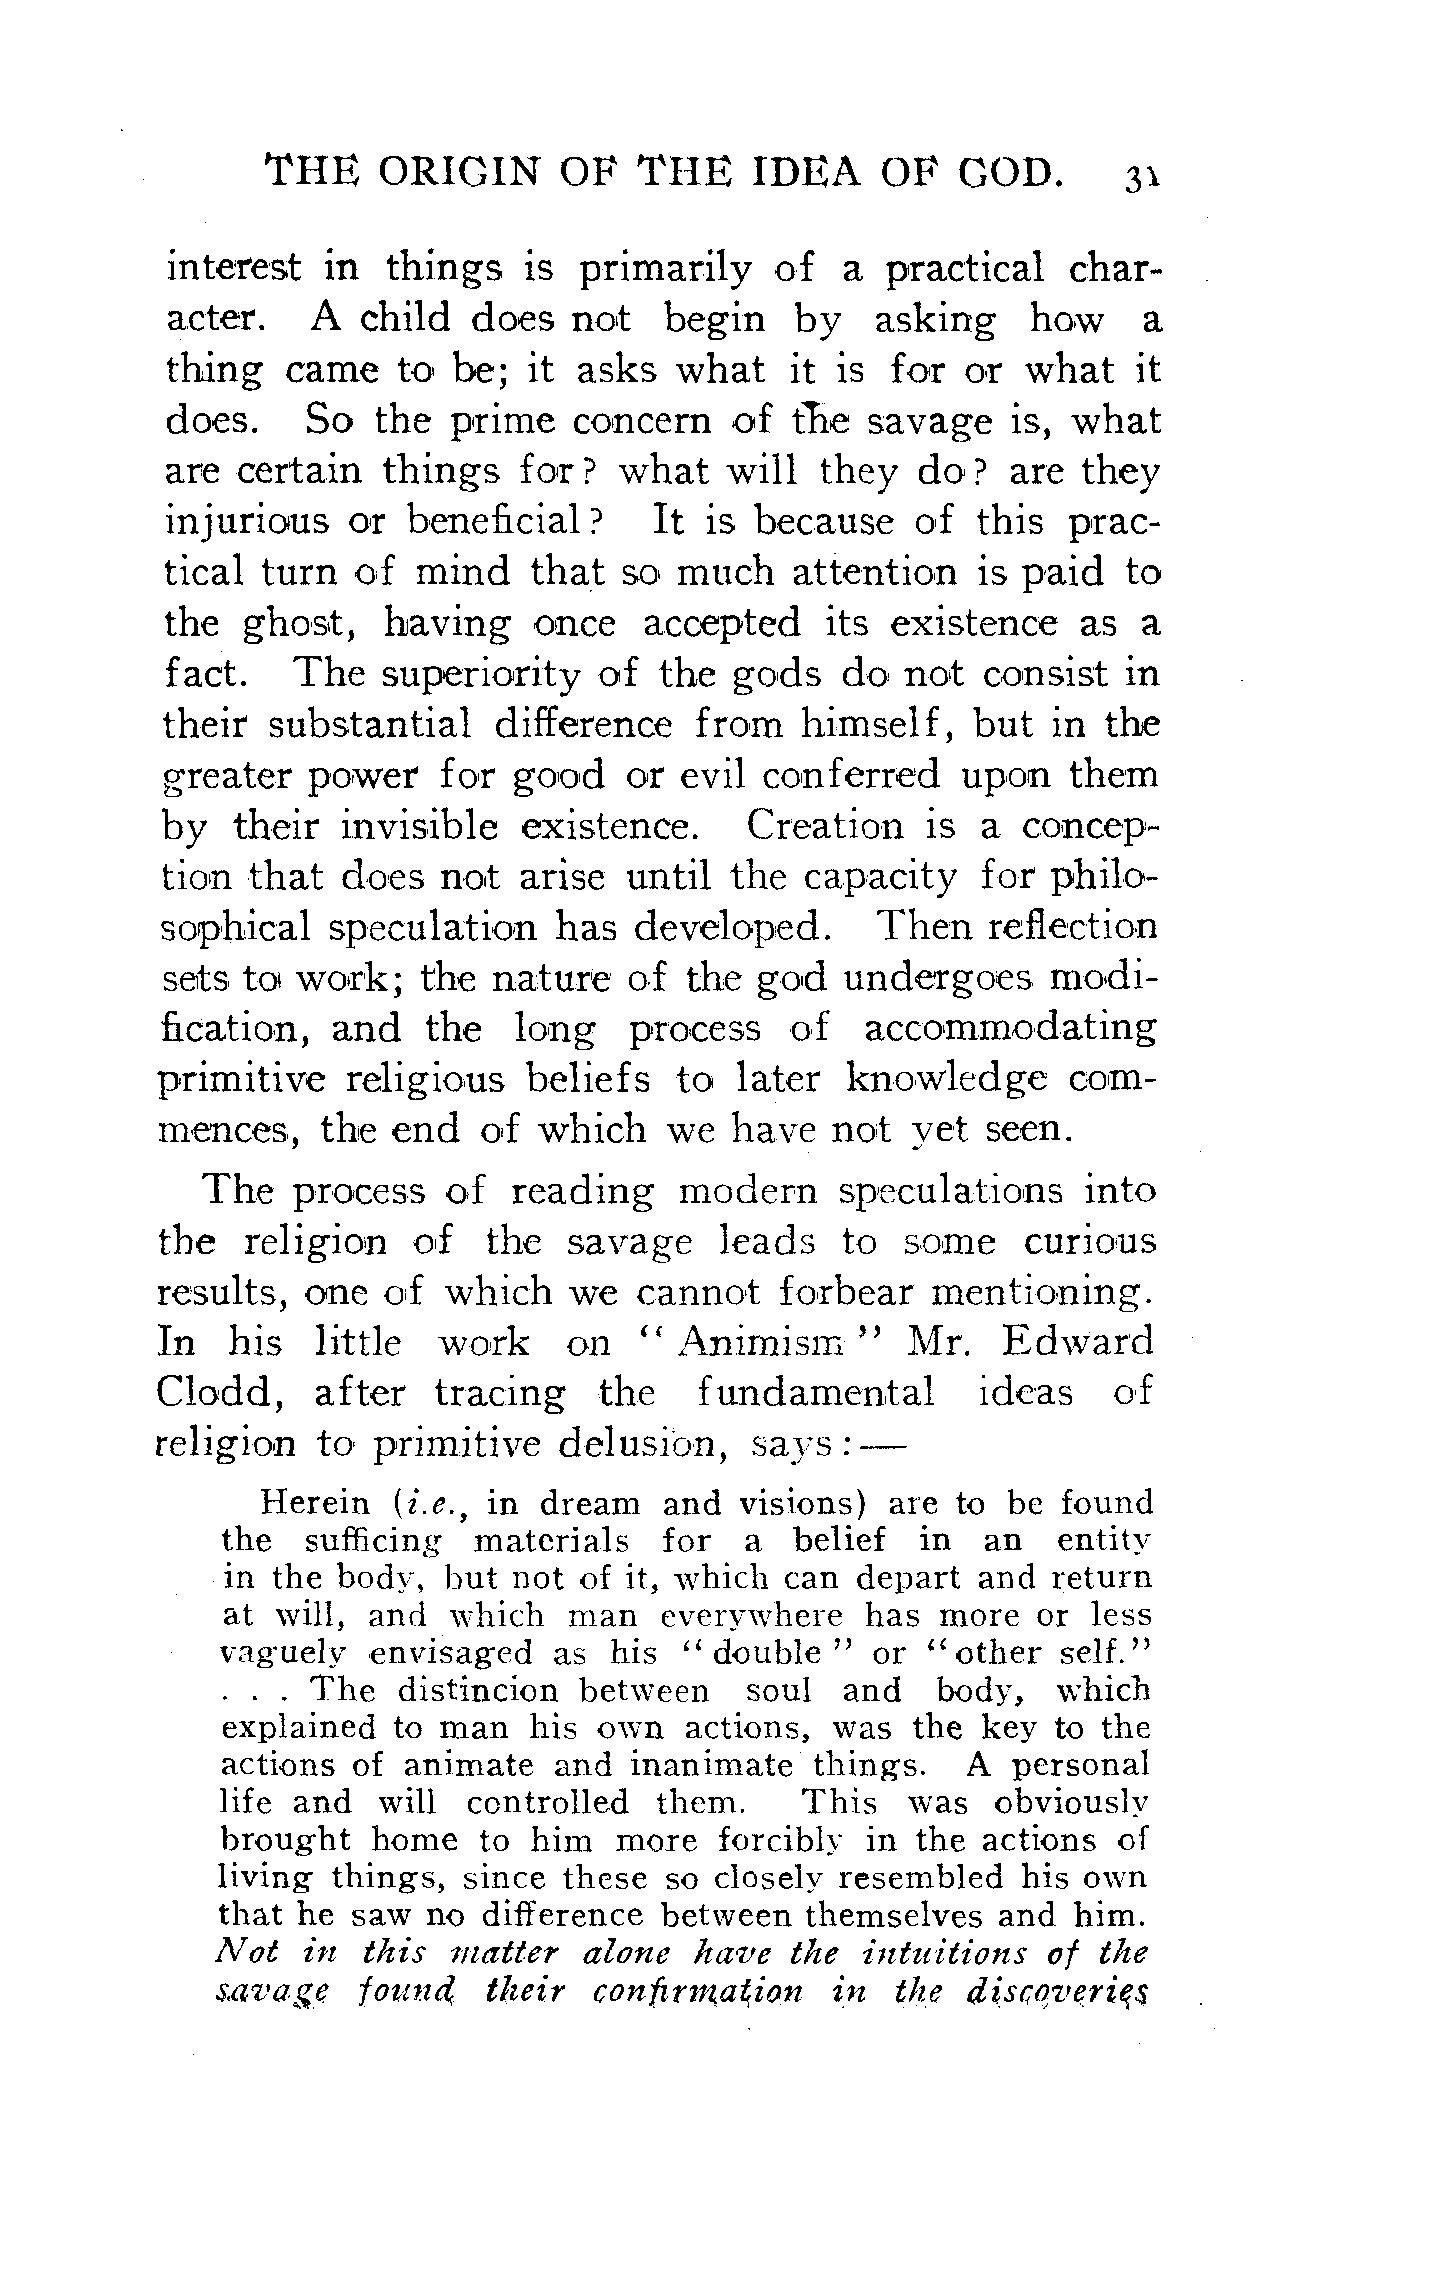 THE ORIGIN OF THE IDEA OF GOD. 31
interest in things is primarily of a practical char-
acter. A child does not begin by asking how a
thing came to be; it asks what it is for or what it
does. So the prime concern of the savage is, what
are certain things for? what will they do? are they
injurious or beneficial? It is because of this prac-
tical turn of mind that so much attention is paid to
the ghost, having once accepted its existence as a
fact. The superiority of the gods do not consist in
their substantial difference from himself, but in the
greater power for good or evil conferred upon them
by their invisible existence. Creation is a concep-
tion that does not arise until the capacity for philo-
sophical speculation has developed. Then reflection
sets to work; the nature of the god undergoes modi-
fication, and the long process of accommodating
primitive religious beliefs to later knowledge com-
mences, the end of which we have not yet seen.
The process of reading modern speculations into
the religion of the savage leads to some curious
results, one of which we cannot forbear mentioning.
In his little work on " Animism " Mr. Edward
Clodd, after tracing the fundamental ideas of
religion to primitive delusion, says:—
Herein (i.e., in dream and visions) are to be found
the sufficing materials for a belief in an entity
in the body, but not of it, which can depart and return
at will, and which man everywhere has more or less
vaguely envisaged as his " double " or " other self."
. . . The distincion between soul and body, which
explained to man his own actions, was the key to the
actions of animate and inanimate things. A personal
life and will controlled them. This was obviously
brought home to him more forcibly in the actions of
living things, since these so closely resembled his own
that he saw no difference between themselves and him.
Not in this matter alone have the intuitions of the
savage found their confirmation in the discoveries